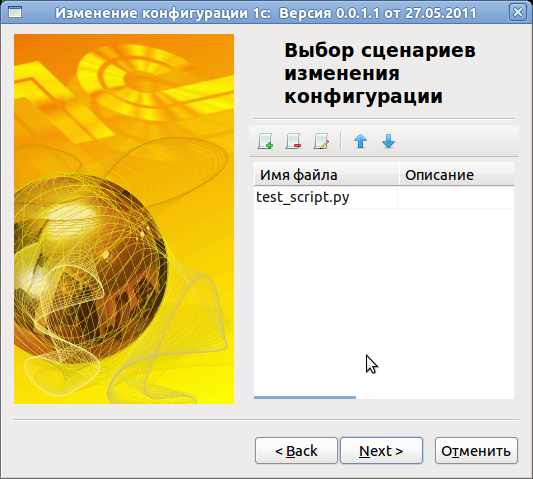 Изменение конфигурации 1с: Версия 0.0.1.1 от 27.05.2011
1С
Выбор сценариев
изменения
конфигурации
Имя файла Описание
test_script.py
< Back Next > Отменить